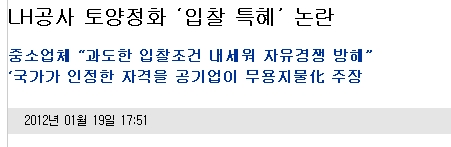 LH공사 토양정화 ‘입찰 특혜’ 논란
중소업체 “과도한 입찰조건 내세워 자유경쟁 방해”
‘국가가 인정한 자격을 공기업이 무용지물化 주장
2012년 01월 19일 17:51